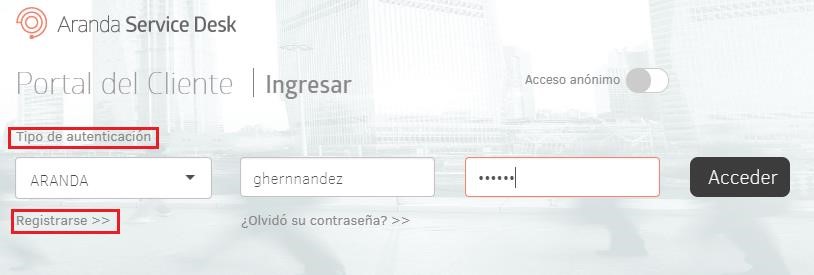 Aranda Service Desk
Portal del Cliente | Ingresar
Acceso anónimo
Tipo de autenticación
ARANDA
ghernnandez
••••••
Acceder
Registrarse >>
¿Olvidó su contraseña? >>